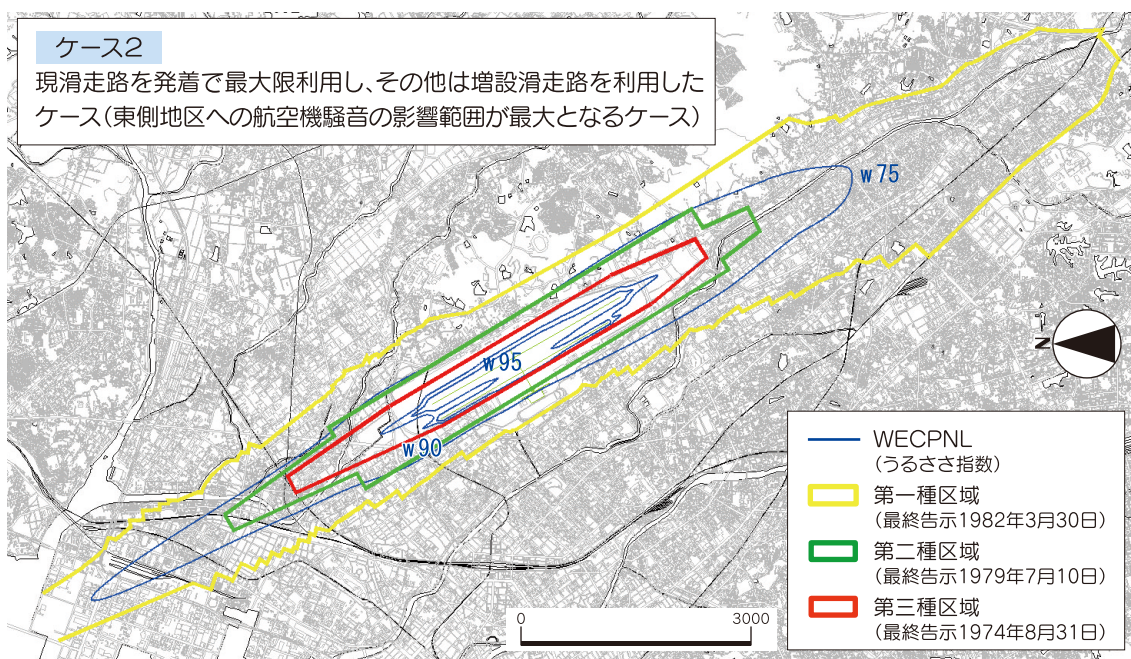 ケース2
現滑走路を発着で最大限利用し、その他は増設滑走路を利用した
ケース(東側地区への航空機騒音の影響範囲が最大となるケース)
w75
w95
w90
N
WECPNL
(うるささ指数)
第一種区域
(最終告示1982年3月30日)
第二種区域
(最終告示1979年7月10日)
第三種区域
(最終告示1974年8月31日)
0
3000